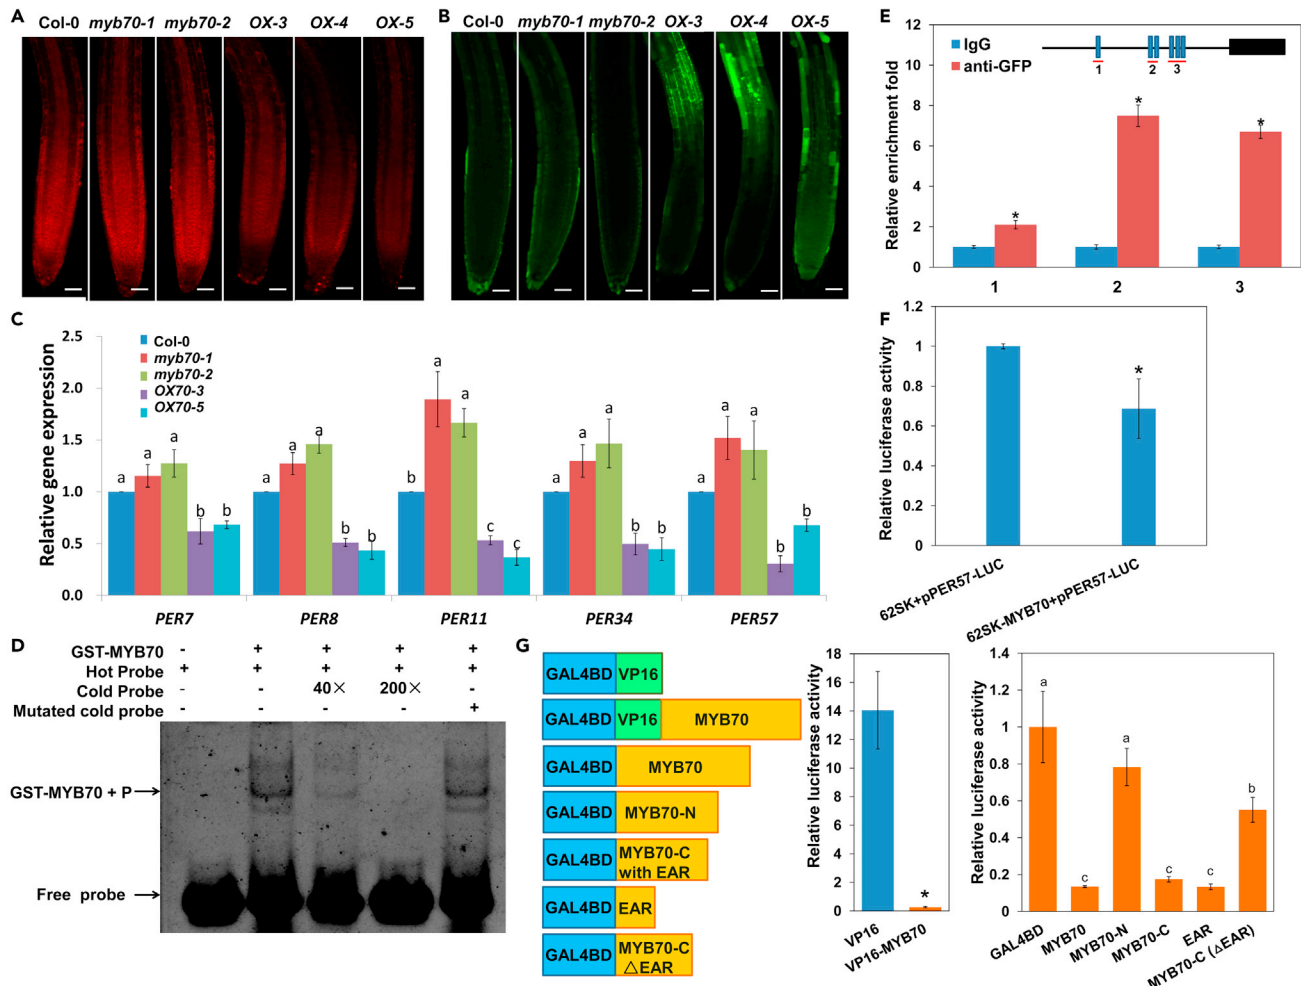 A
Col-0 myb70-1 myb70-2 OX-3 OX-4 OX-5
B
Col-0 myb70-1 myb70-2 OX-3 OX-4 OX-5
C
Relative gene expression
2.5
2.0
1.5
1.0
0.5
0.0
Col-0
myb70-1
myb70-2
OX70-3
OX70-5
a a a b b
a a a b b
b a a c c
a a a b b
a a a b b
PER7 PER8 PER11 PER34 PER57
D
GST-MYB70 - + + + +
Hot Probe + + + + +
Cold Probe - - 40× 200× -
Mutated cold probe - - - - +
GST-MYB70 + P
Free probe
E
Relative enrichment fold
14
12
10
8
6
4
2
0
IgG
anti-GFP
1 2 3
* * *
1 2 3
F
Relative luciferase activity
1.2
1
0.8
0.6
0.4
0.2
0
*
62SK+pPER57-LUC
62SK-MYB70+pPER57-LUC
G
GAL4BD VP16
GAL4BD VP16 MYB70
GAL4BD MYB70
GAL4BD MYB70-N
GAL4BD MYB70-C with EAR
GAL4BD EAR
GAL4BD MYB70-C △EAR
Relative luciferase activity
18
16
14
12
10
8
6
4
2
0
*
VP16
VP16-MYB70
Relative luciferase activity
1.4
1.2
1
0.8
0.6
0.4
0.2
0
a c a c c b
GAL4BD
MYB70
MYB70-N
MYB70-C
EAR
MYB70-C (△EAR)